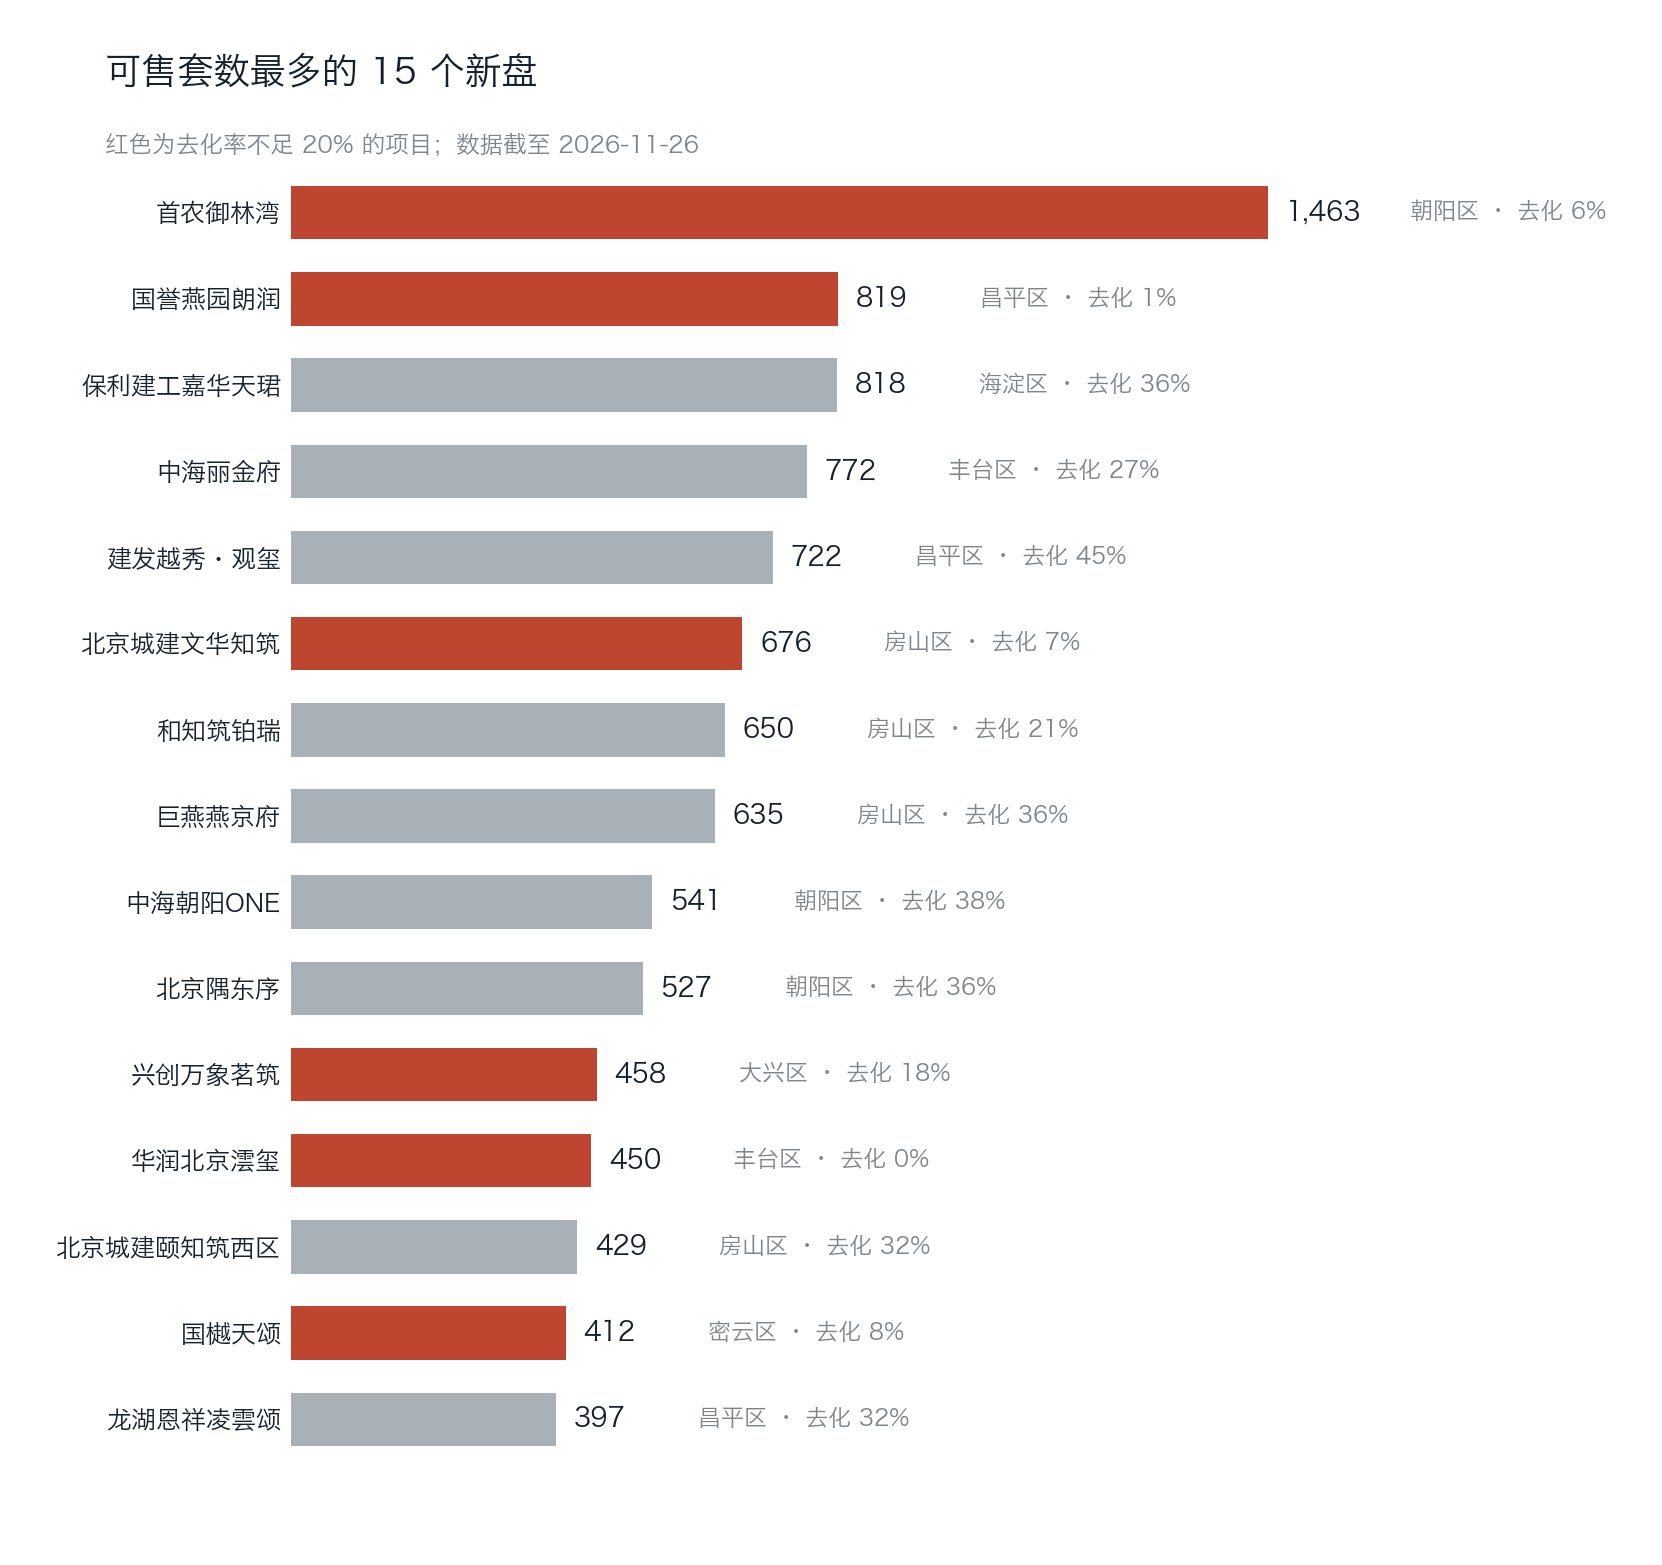 可售套数最多的 15 个新盘
红色为去化率不足 20% 的项目；数据截至 2026-11-26
首农御林湾 1,463 朝阳区 · 去化 6%
国誉燕园朗润 819 昌平区 · 去化 1%
保利建工嘉华天珺 818 海淀区 · 去化 36%
中海丽金府 772 丰台区 · 去化 27%
建发越秀·观玺 722 昌平区 · 去化 45%
北京城建文华知筑 676 房山区 · 去化 7%
和知筑铂瑞 650 房山区 · 去化 21%
巨燕燕京府 635 房山区 · 去化 36%
中海朝阳ONE 541 朝阳区 · 去化 38%
北京隅东序 527 朝阳区 · 去化 36%
兴创万象茗筑 458 大兴区 · 去化 18%
华润北京澐玺 450 丰台区 · 去化 0%
北京城建颐知筑西区 429 房山区 · 去化 32%
国樾天颂 412 密云区 · 去化 8%
龙湖恩祥凌雲颂 397 昌平区 · 去化 32%